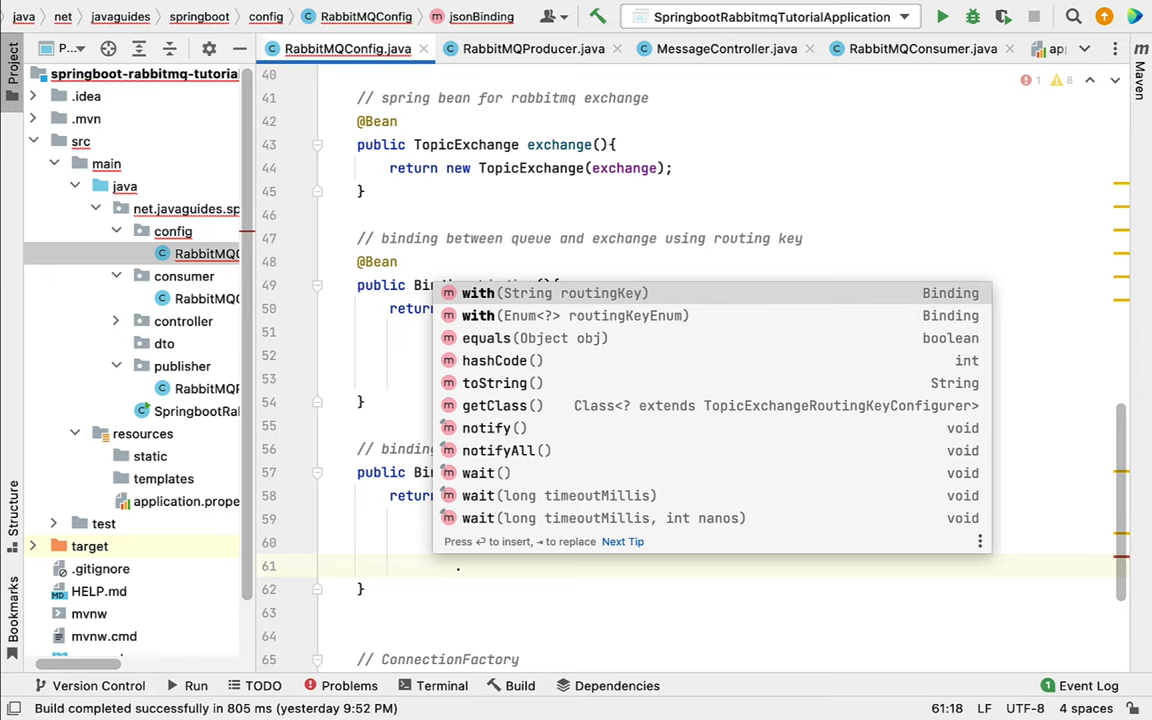 java net javaguides springboot config RabbitMQConfig jsonBinding SpringbootRabbitmqTutorialApplication
Project P... RabbitMQConfig.java RabbitMQProducer.java MessageController.java RabbitMQConsumer.java ap Maven
springboot-rabbitmq-tutoria
.idea
.mvn
src
main
java
net.javaguides.sp
config
RabbitMQC
consumer
RabbitMQC
controller
dto
publisher
RabbitMQP
SpringbootRal
resources
static
templates
application.prope
test
target
.gitignore
HELP.md
mvnw
mvnw.cmd
Structure
Bookmarks
1 8
40
41 // spring bean for rabbitmq exchange
42 @Bean
43 public TopicExchange exchange(){
44 return new TopicExchange(exchange);
45 }
46
47 // binding between queue and exchange using routing key
48 @Bean
49 public Bin
50 return
51
52
53
54 }
55
56 // binding
57 public Bin
58 return
59
60
61 .
62 }
63
64
65 // ConnectionFactory
with(String routingKey) Binding
with(Enum<?> routingKeyEnum) Binding
equals(Object obj) boolean
hashCode() int
toString() String
getClass() Class<? extends TopicExchangeRoutingKeyConfigurer>
notify() void
notifyAll() void
wait() void
wait(long timeoutMillis) void
wait(long timeoutMillis, int nanos) void
Press ↵ to insert, ⇥ to replace Next Tip
Version Control Run TODO Problems Terminal Build Dependencies 1 Event Log
Build completed successfully in 805 ms (yesterday 9:52 PM) 61:18 LF UTF-8 4 spaces